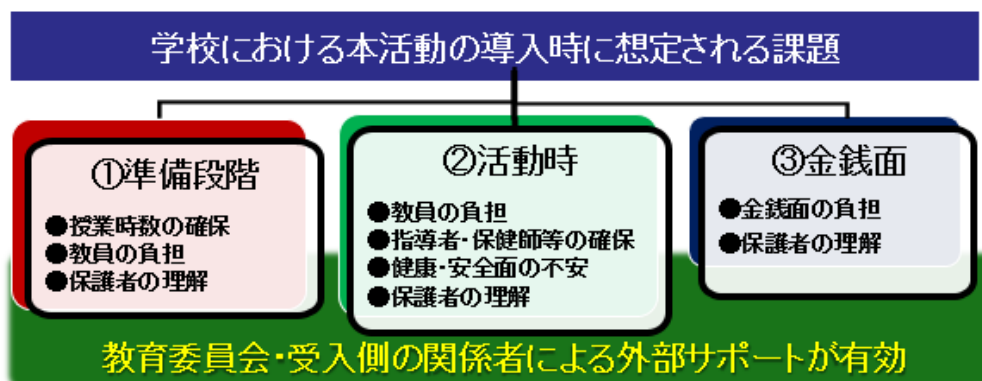 学校における本活動の導入時に想定される課題
①準備段階
●授業時数の確保
●教員の負担
●保護者の理解
②活動時
●教員の負担
●指導者・保健師等の確保
●健康・安全面の不安
●保護者の理解
③金銭面
●金銭面の負担
●保護者の理解
教育委員会・受入側の関係者による外部サポートが有効